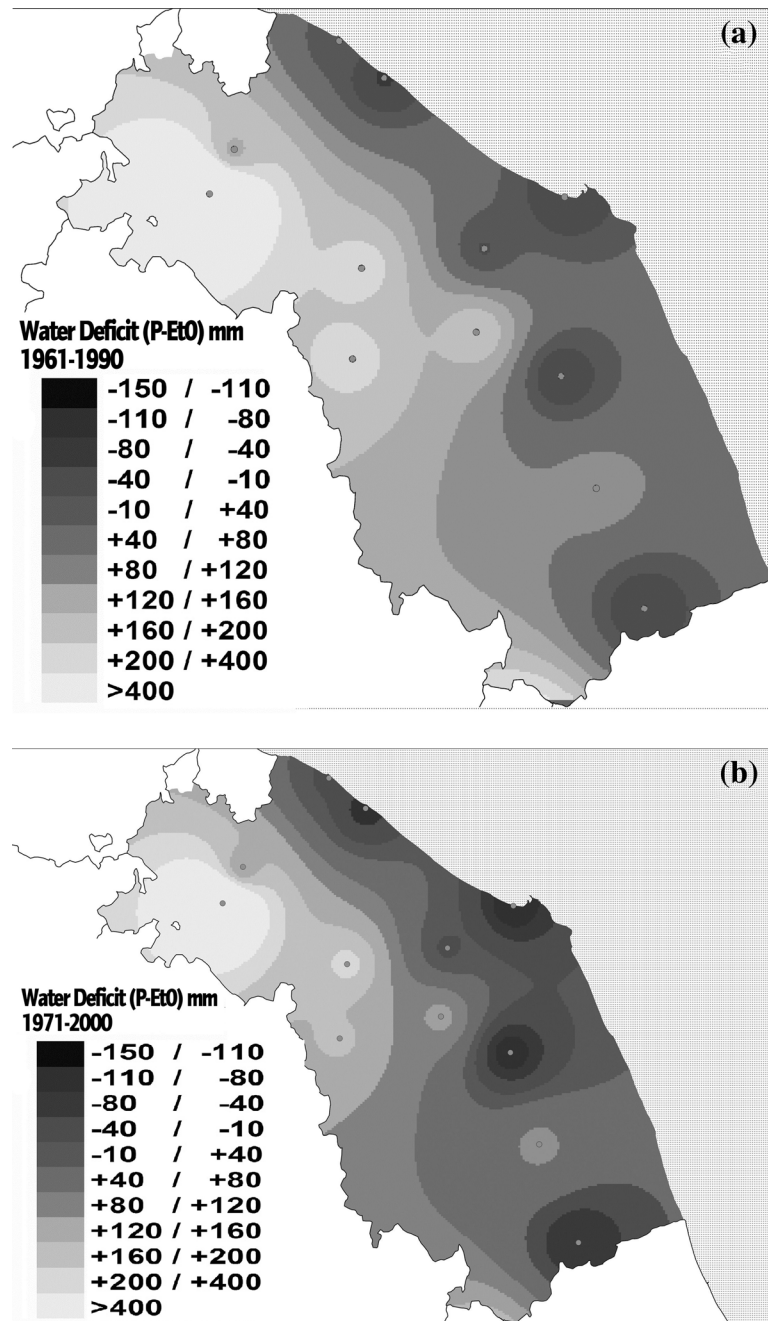 (a)
Water Deficit (P-Et0) mm
1961-1990
-150 / -110
-110 / -80
-80 / -40
-40 / -10
-10 / +40
+40 / +80
+80 / +120
+120 / +160
+160 / +200
+200 / +400
>400
(b)
Water Deficit (P-Et0) mm
1971-2000
-150 / -110
-110 / -80
-80 / -40
-40 / -10
-10 / +40
+40 / +80
+80 / +120
+120 / +160
+160 / +200
+200 / +400
>400